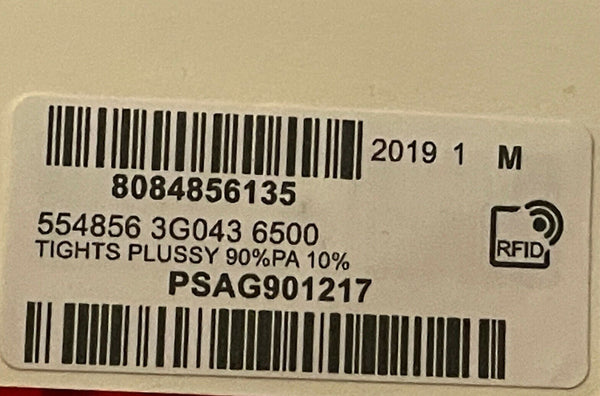 2019 1 M
8084856135
554856 3G043 6500
RFID
TIGHTS PLUSSY 90%PA 10%
PSAG901217